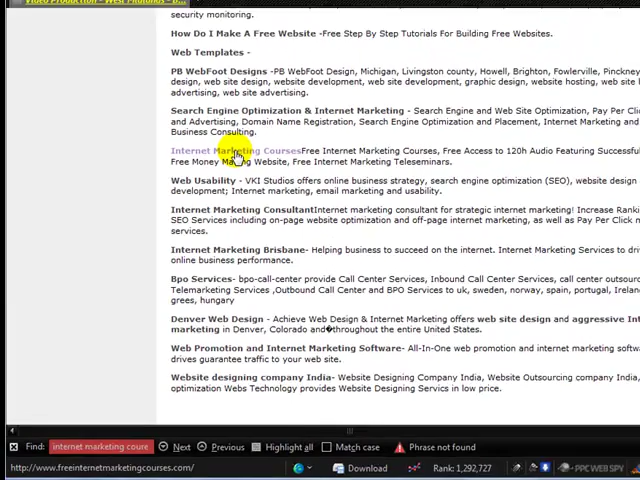 Video Production - West Midlands - B...
security monitoring.
How Do I Make A Free Website -Free Step By Step Tutorials For Building Free Websites.
Web Templates -
PB WebFoot Designs -PB WebFoot Design, Michigan, Livingston county, Howell, Brighton, Fowlerville, Pinckney
design, web site design, website development, web site development, graphic design, website hosting, web site
web site advertising.
Search Engine Optimization & Internet Marketing - Search Engine and Web Site Optimization, Pay Per Clic
and Advertising, Domain Name Registration, Search Engine Optimization and Placement, Internet Marketing and
Business Consulting.
Internet Marketing CoursesFree Internet Marketing Courses, Free Access to 120h Audio Featuring Successfu
Free Money Making Website, Free Internet Marketing Teleseminars.
Web Usability - VKI Studios offers online business strategy, search engine optimization (SEO), website design
development; Internet marketing, email marketing and usability.
Internet Marketing ConsultantInternet marketing consultant for strategic internet marketing! Increase Ranki
SEO Services including on-page website optimization and off-page internet marketing, as well as Pay Per Click m
services.
Internet Marketing Brisbane- Helping business to succeed on the internet. Internet Marketing Services to driv
online business performance.
Bpo Services- bpo-call-center provide Call Center Services, Inbound Call Center Services, call center outsourc
Telemarketing Services ,Outbound Call Center and BPO Services to uk, sweden, norway, spain, portugal, Ireland
grees, hungary
Denver Web Design - Achieve Web Design & Internet Marketing offers web site design and aggressive Int
marketing in Denver, Colorado and�throughout the entire United States.
Web Promotion and Internet Marketing Software- All-In-One web promotion and internet marketing softwa
drives guarantee traffic to your web site.
Website designing company India- Website Designing Company India, Website Outsourcing company India,
optimization Webs Technology provides Website Designing Servics in low price.
Find: internet marketing coure Next Previous Highlight all Match case Phrase not found
http://www.freeinternetmarketingcourses.com/ Download Rank: 1,292,727 PPC WEB SPY